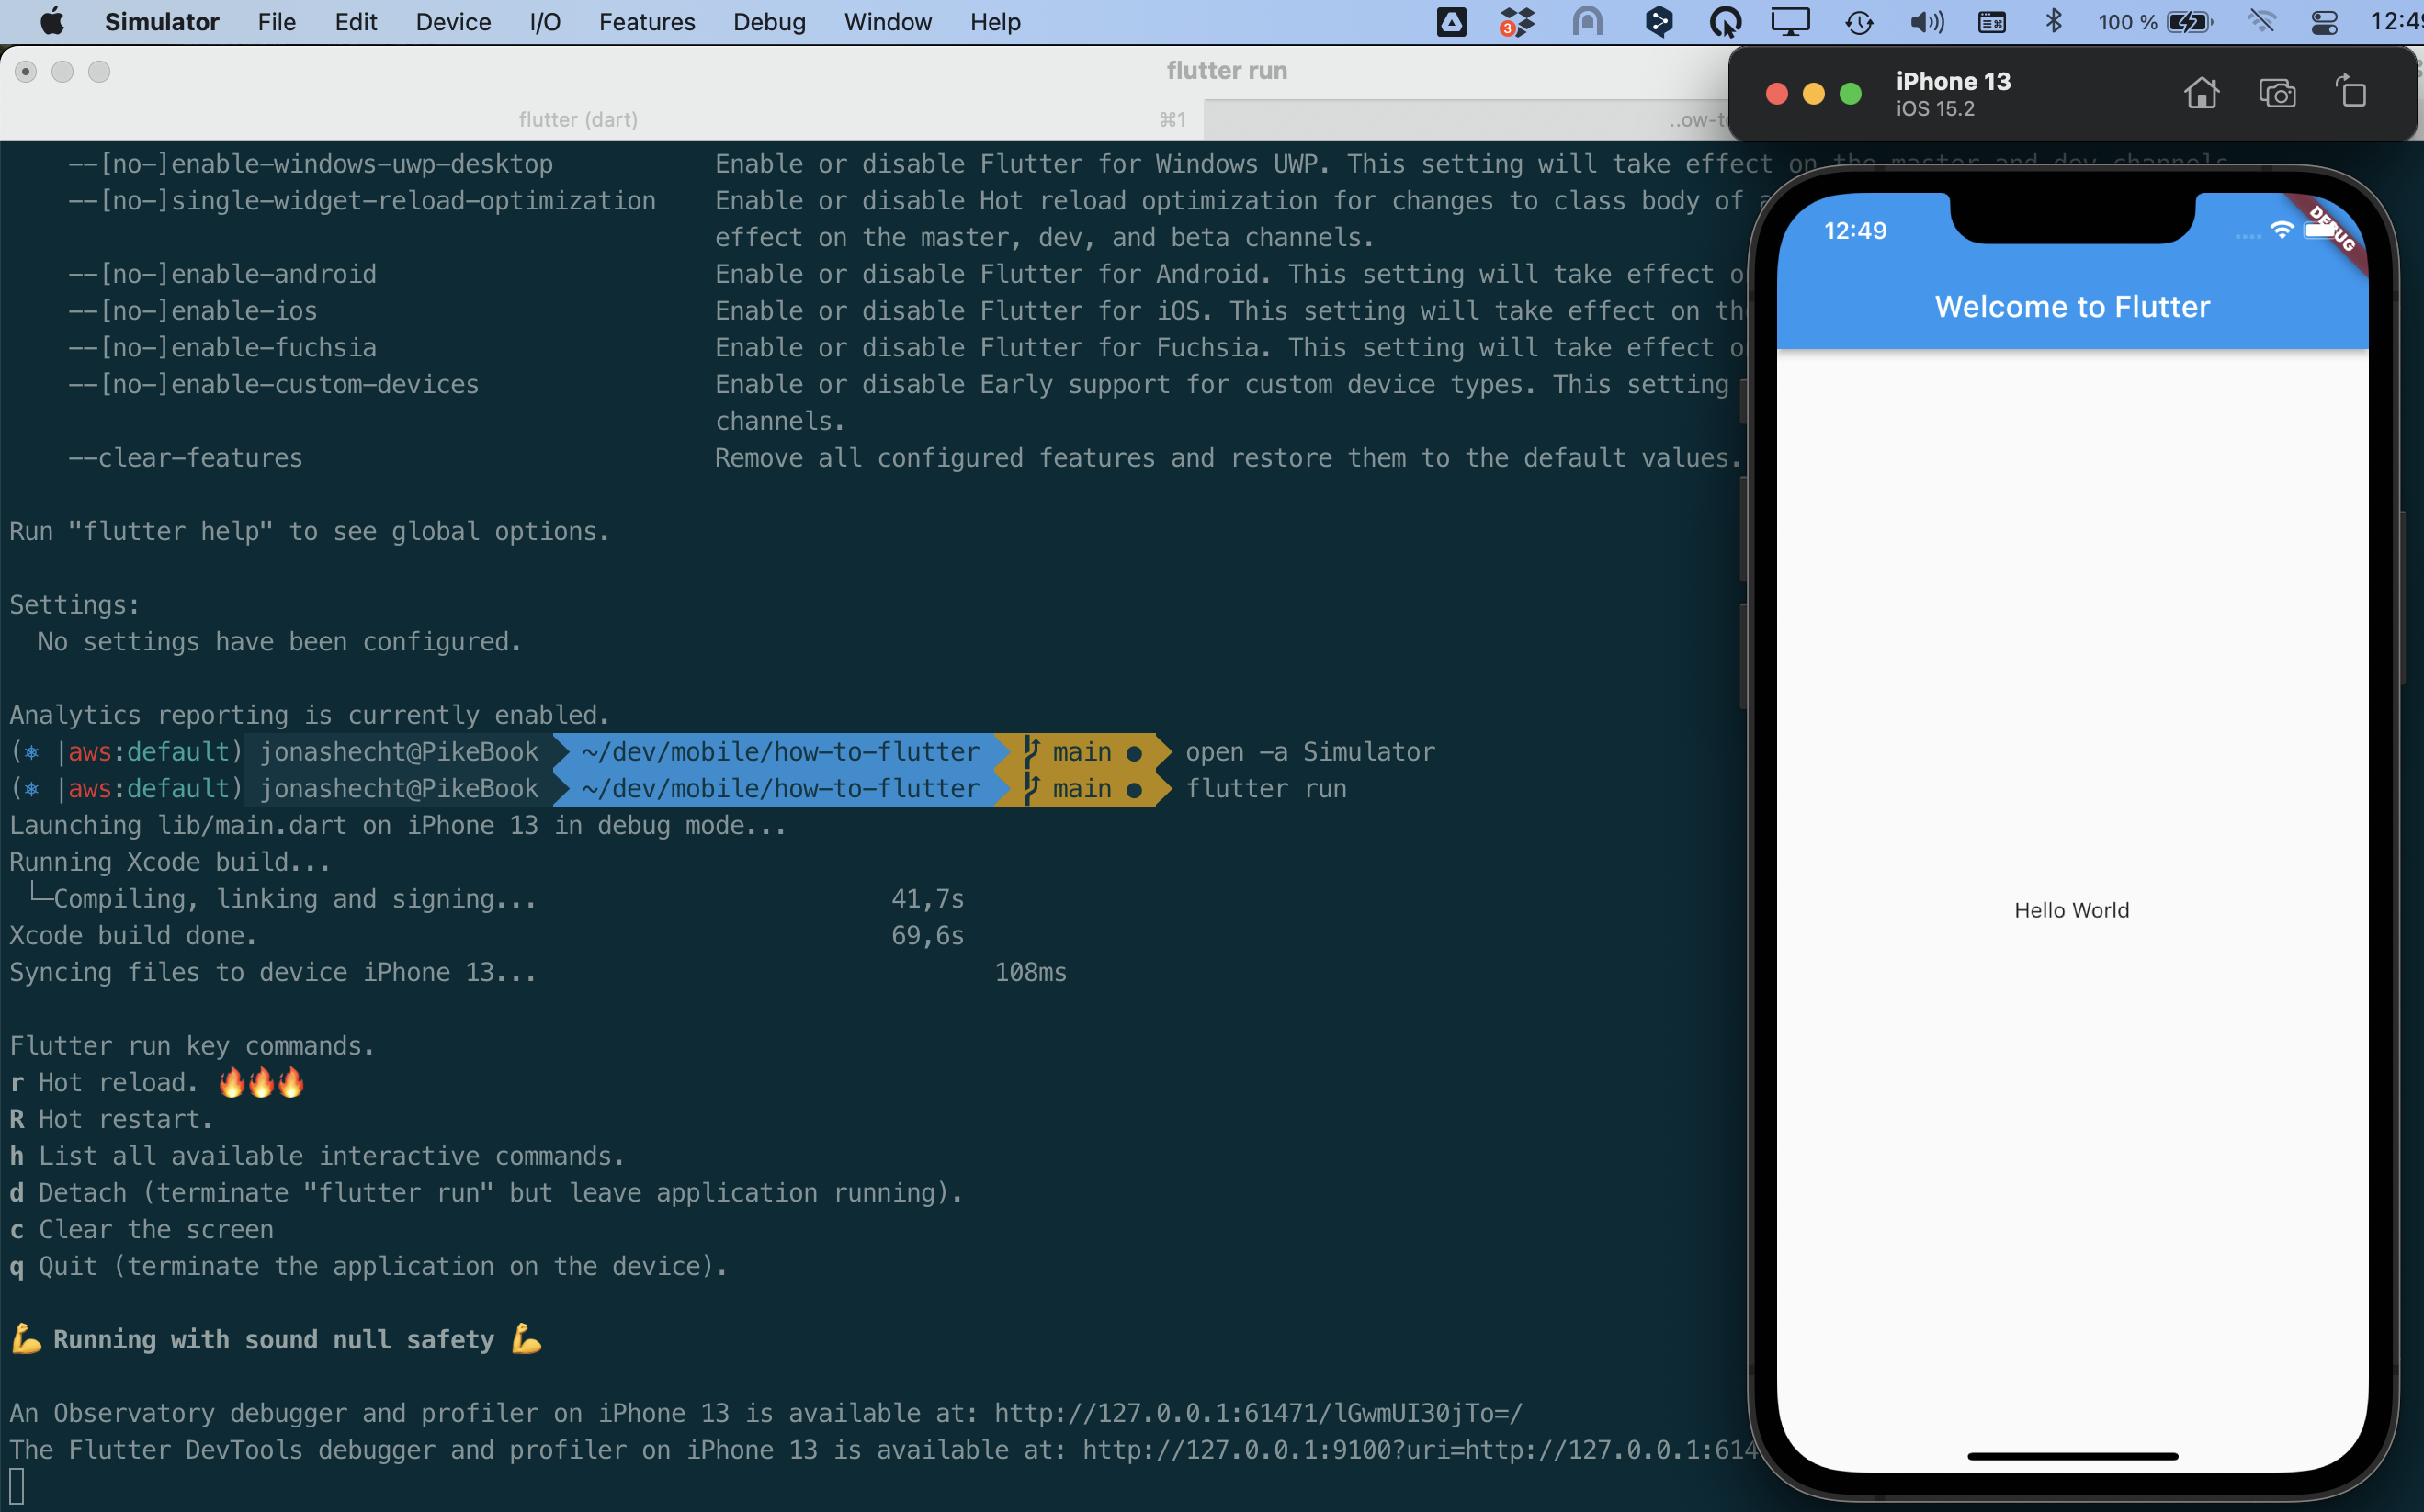 Simulator File Edit Device I/O Features Debug Window Help 3 100 %
flutter run
flutter (dart) ⌘1
iPhone 13
iOS 15.2
--[no-]enable-windows-uwp-desktop Enable or disable Flutter for Windows UWP. This setting will take effect on the master and dev channels.
--[no-]single-widget-reload-optimization Enable or disable Hot reload optimization for changes to class body of
effect on the master, dev, and beta channels.
--[no-]enable-android Enable or disable Flutter for Android. This setting will take effect
--[no-]enable-ios Enable or disable Flutter for iOS. This setting will take effect on
--[no-]enable-fuchsia Enable or disable Flutter for Fuchsia. This setting will take effect
--[no-]enable-custom-devices Enable or disable Early support for custom device types. This setting
channels.
--clear-features Remove all configured features and restore them to the default values.
Run "flutter help" to see global options.
Settings:
No settings have been configured.
Analytics reporting is currently enabled.
(⎈ |aws:default) jonashecht@PikeBook ~/dev/mobile/how-to-flutter main ● open -a Simulator
(⎈ |aws:default) jonashecht@PikeBook ~/dev/mobile/how-to-flutter main ● flutter run
Launching lib/main.dart on iPhone 13 in debug mode...
Running Xcode build...
└─Compiling, linking and signing... 41,7s
Xcode build done. 69,6s
Syncing files to device iPhone 13... 108ms
Flutter run key commands.
r Hot reload. 🔥🔥🔥
R Hot restart.
h List all available interactive commands.
d Detach (terminate "flutter run" but leave application running).
c Clear the screen
q Quit (terminate the application on the device).
💪 Running with sound null safety 💪
An Observatory debugger and profiler on iPhone 13 is available at: http://127.0.0.1:61471/lGwmUI30jTo=/
The Flutter DevTools debugger and profiler on iPhone 13 is available at: http://127.0.0.1:9100?uri=http://127.0.0.1:614
12:49
DEBUG
Welcome to Flutter
Hello World